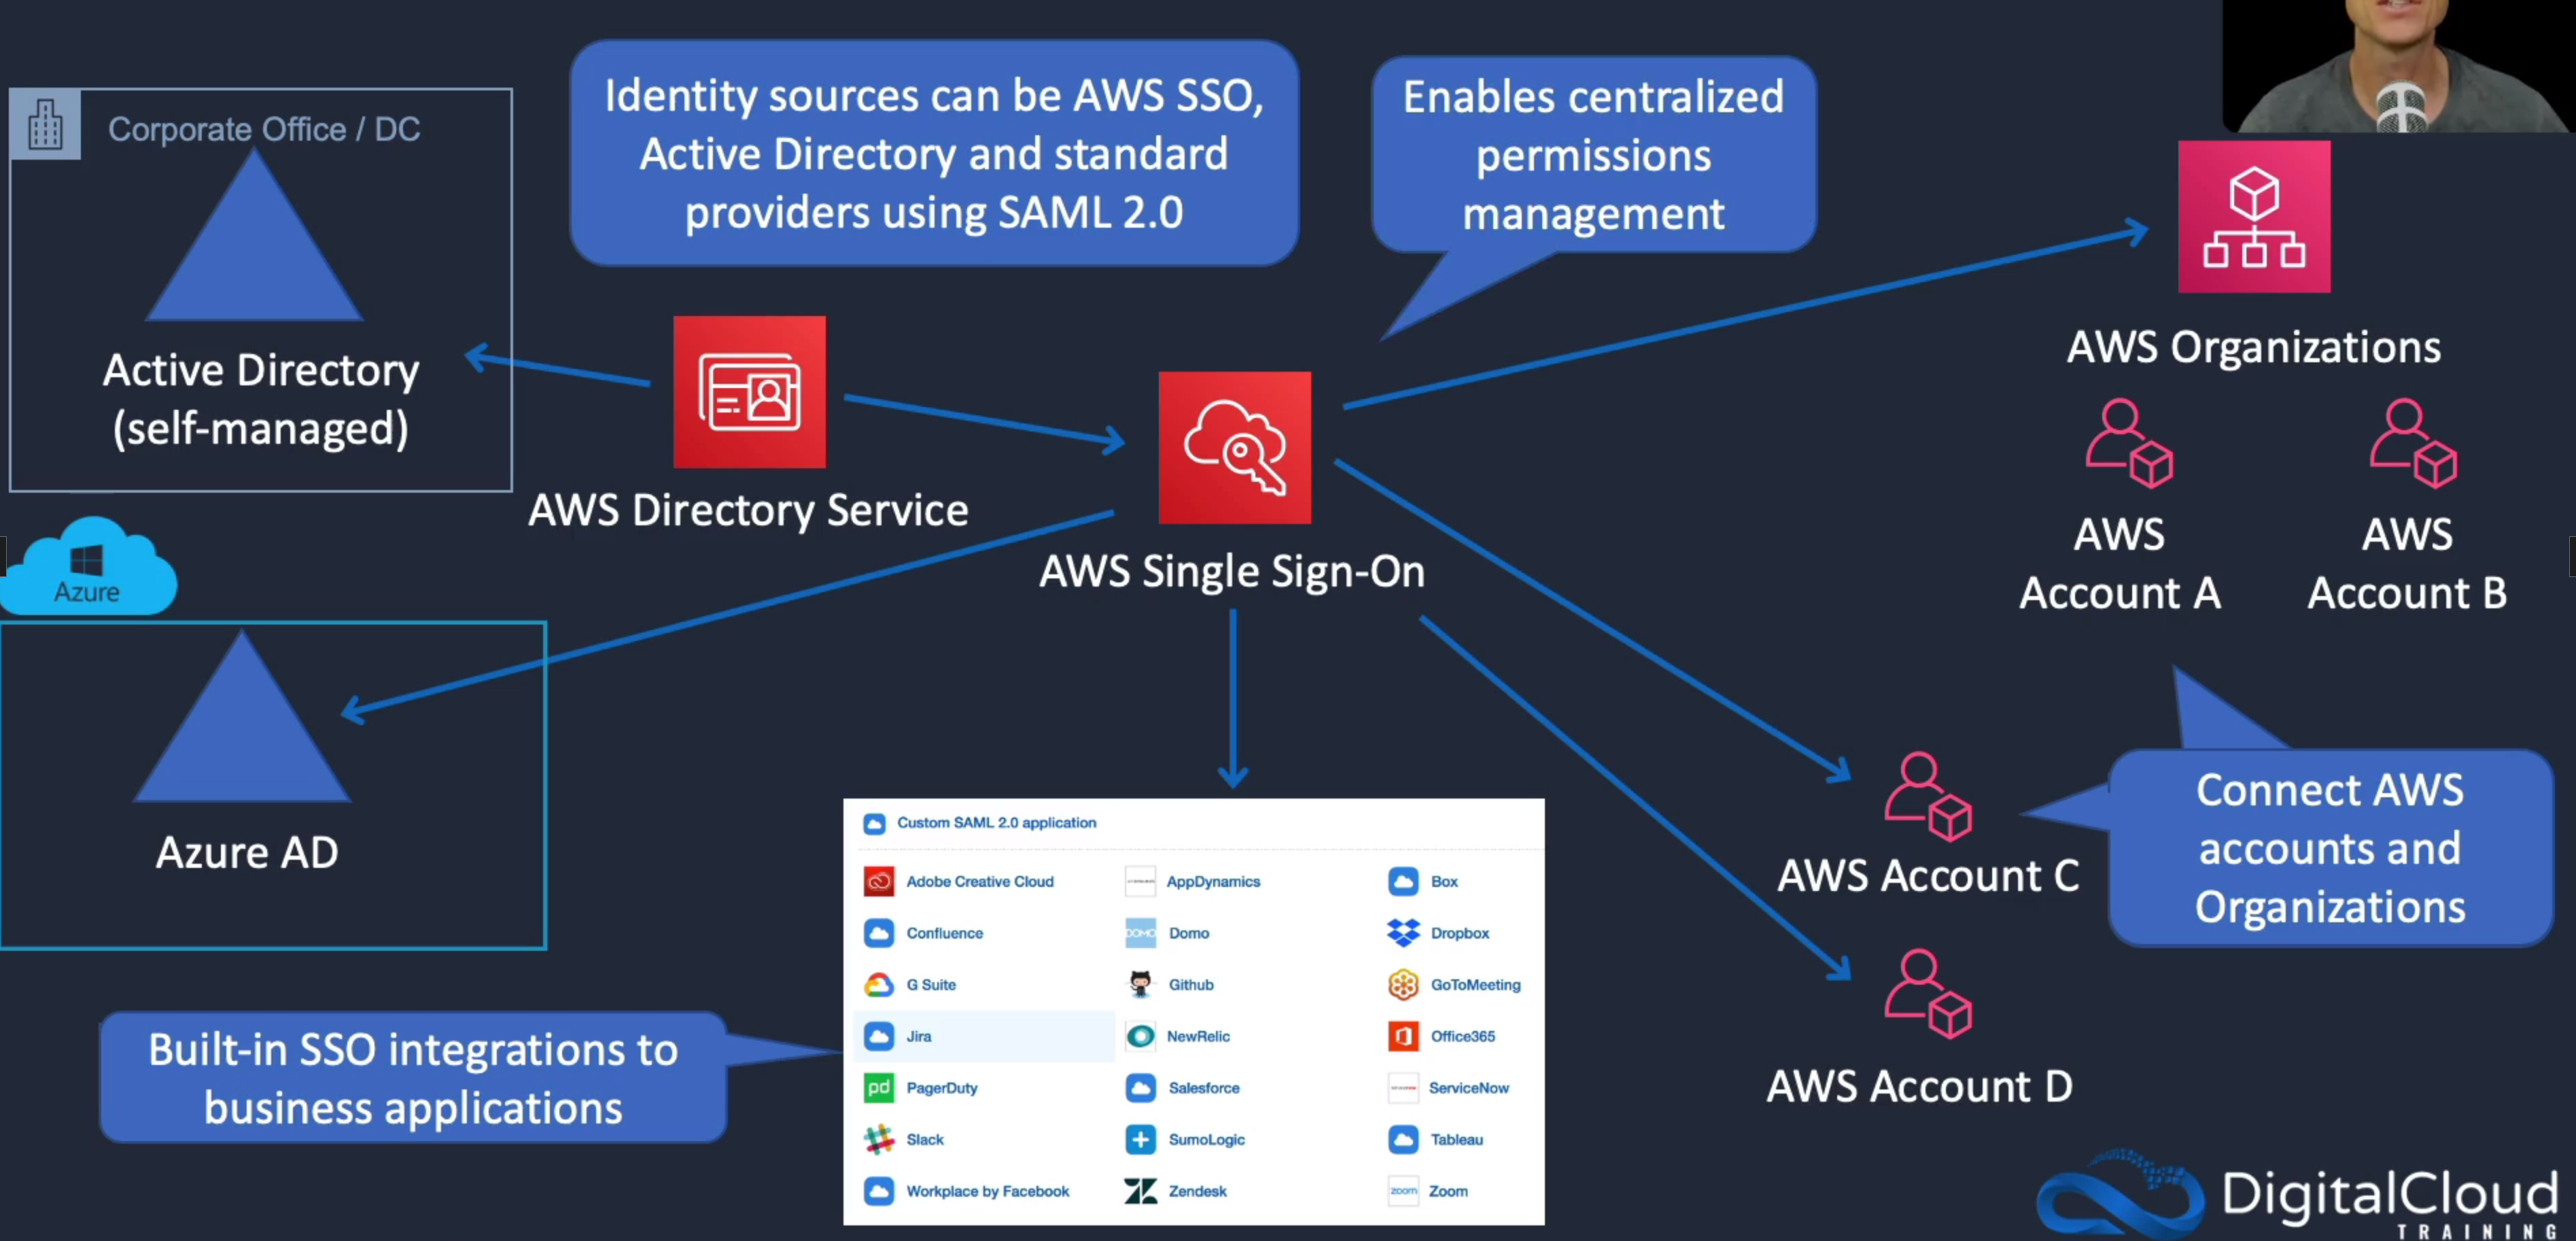 Corporate Office / DC
Active Directory
(self-managed)
Identity sources can be AWS SSO,
Active Directory and standard
providers using SAML 2.0
Enables centralized
permissions
management
AWS Directory Service
AWS Single Sign-On
AWS Organizations
AWS
Account A
AWS
Account B
Azure
Azure AD
Connect AWS
accounts and
Organizations
AWS Account C
AWS Account D
Built-in SSO integrations to
business applications
Custom SAML 2.0 application
Adobe Creative Cloud
AppDynamics
Box
Confluence
DOMO
Domo
Dropbox
G Suite
Github
GoToMeeting
Jira
NewRelic
Office365
pd
PagerDuty
Salesforce
ServiceNow
Slack
SumoLogic
Tableau
Workplace by Facebook
Zendesk
zoom
Zoom
DigitalCloud
TRAINING